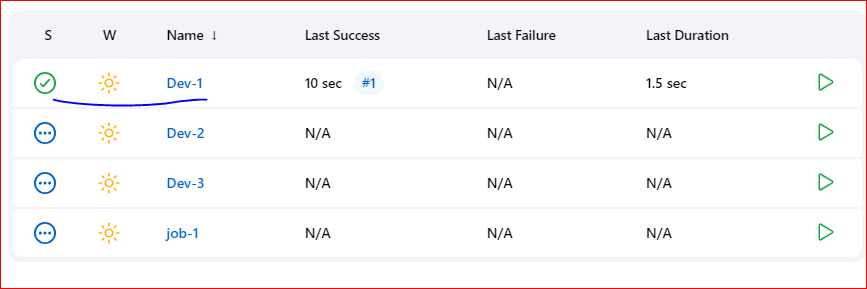 S W Name ↓ Last Success Last Failure Last Duration
Dev-1 10 sec #1 N/A 1.5 sec
Dev-2 N/A N/A N/A
Dev-3 N/A N/A N/A
job-1 N/A N/A N/A